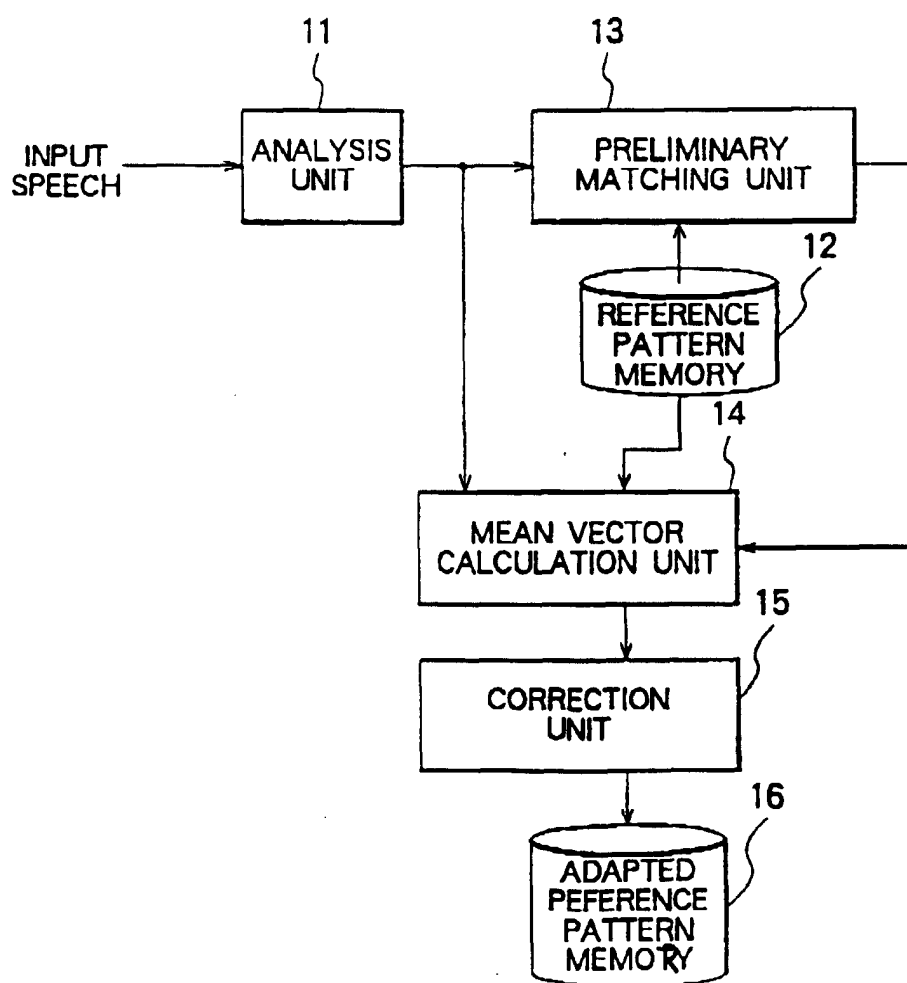 11
13
INPUT
SPEECH
ANALYSIS
UNIT
PRELIMINARY
MATCHING UNIT
12
REFERENCE
PATTERN
MEMORY
14
MEAN VECTOR
CALCULATION UNIT
15
CORRECTION
UNIT
16
ADAPTED
PEFERENCE
PATTERN
MEMORY